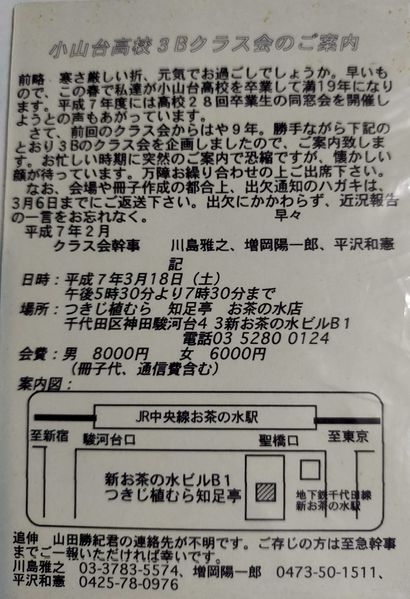 小山台高校3Bクラス会のご案内
前略 寒さ厳しい折、元気でお過ごしでしょうか。早いもので、この春で私達が小山台高校を卒業して満19年になります。平成7年度には高校28回卒業生の同窓会を開催しようとの声もあがっています。
さて、前回のクラス会からはや9年。勝手ながら下記のとおり3Bのクラス会を企画しましたので、ご案内致します。お忙しい時期に突然のご案内で恐縮ですが、懐かしい顔が待っています。万障お繰り合わせの上ご出席下さい。
なお、会場や冊子作成の都合上、出欠通知のハガキは、3月6日までにご返送下さい。出欠にかかわらず、近況報告の一言をお忘れなく。 早々
平成7年2月
クラス会幹事 川島雅之、増岡陽一郎、平沢和憲
記
日時：平成7年3月18日（土）
午後5時30分より7時30分まで
場所：つきじ植むら 知足亭 お茶の水店
千代田区神田駿河台4 3新お茶の水ビルB1
電話03 5280 0124
会費：男 8000円 女 6000円
（冊子代、通信費含む）
案内図：
JR中央線お茶の水駅
至新宿 駿河台口 聖橋口 至東京
新お茶の水ビルB1
つきじ植むら知足亭
地下鉄千代田線
新お茶の水駅
追伸 山田勝紀君の連絡先が不明です。ご存じの方は至急幹事までご一報いただければ幸いです。
川島雅之 03-3783-5574、増岡陽一郎 0473-50-1511、
平沢和憲 0425-78-0976